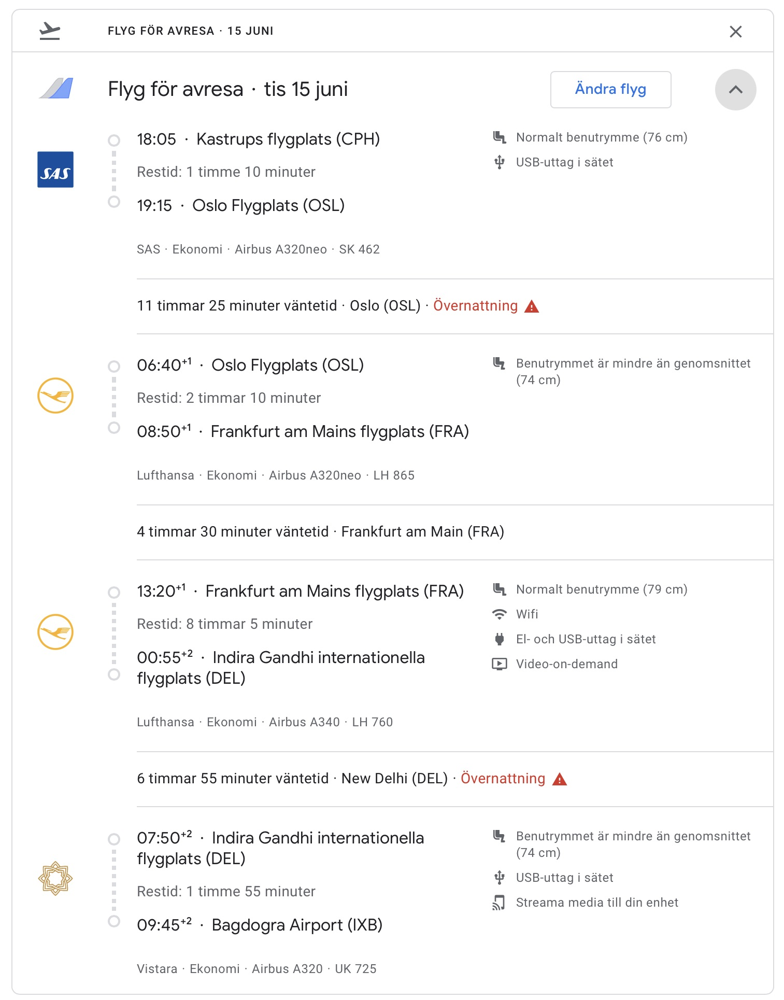 FLYG FÖR AVRESA · 15 JUNI
Flyg för avresa · tis 15 juni
Ändra flyg
18:05 · Kastrups flygplats (CPH)
Normalt benutrymme (76 cm)
USB-uttag i sätet
SAS
Restid: 1 timme 10 minuter
19:15 · Oslo Flygplats (OSL)
SAS · Ekonomi · Airbus A320neo · SK 462
11 timmar 25 minuter väntetid · Oslo (OSL) · Övernattning
06:40+1 · Oslo Flygplats (OSL)
Benutrymmet är mindre än genomsnittet
(74 cm)
Restid: 2 timmar 10 minuter
08:50+1 · Frankfurt am Mains flygplats (FRA)
Lufthansa · Ekonomi · Airbus A320neo · LH 865
4 timmar 30 minuter väntetid · Frankfurt am Main (FRA)
13:20+1 · Frankfurt am Mains flygplats (FRA)
Normalt benutrymme (79 cm)
Wifi
El- och USB-uttag i sätet
Video-on-demand
Restid: 8 timmar 5 minuter
00:55+2 · Indira Gandhi internationella
flygplats (DEL)
Lufthansa · Ekonomi · Airbus A340 · LH 760
6 timmar 55 minuter väntetid · New Delhi (DEL) · Övernattning
07:50+2 · Indira Gandhi internationella
flygplats (DEL)
Benutrymmet är mindre än genomsnittet
(74 cm)
USB-uttag i sätet
Streama media till din enhet
Restid: 1 timme 55 minuter
09:45+2 · Bagdogra Airport (IXB)
Vistara · Ekonomi · Airbus A320 · UK 725